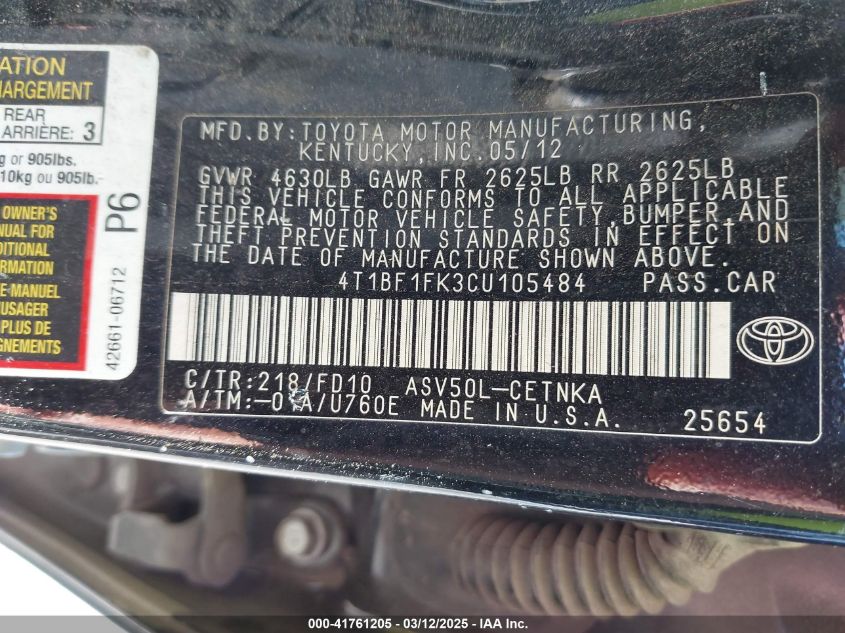 ATION
HARGEMENT
REAR
ARRIÈRE: 3
g or 905lbs.
10kg ou 905lb.
OWNER'S
NUAL FOR
DITIONAL
ORMATION
E MANUEL
USAGER
PLUS DE
GNEMENTS
P6
42661-06712
MFD.BY:TOYOTA MOTOR MANUFACTURING,
KENTUCKY,INC.05/12
GVWR 4630LB GAWR FR 2625LB RR 2625LB
THIS VEHICLE CONFORMS TO ALL APPLICABLE
FEDERAL MOTOR VEHICLE SAFETY,BUMPER,AND
THEFT PREVENTION STANDARDS IN EFFECT ON
THE DATE OF MANUFACTURE SHOWN ABOVE.
4T1BF1FK3CU105484 PASS.CAR
C/TR:218/FD10 ASV50L-CETNKA
A/TM:-01A/U760E MADE IN U.S.A.
25654
000-41761205 - 03/12/2025 - IAA Inc.